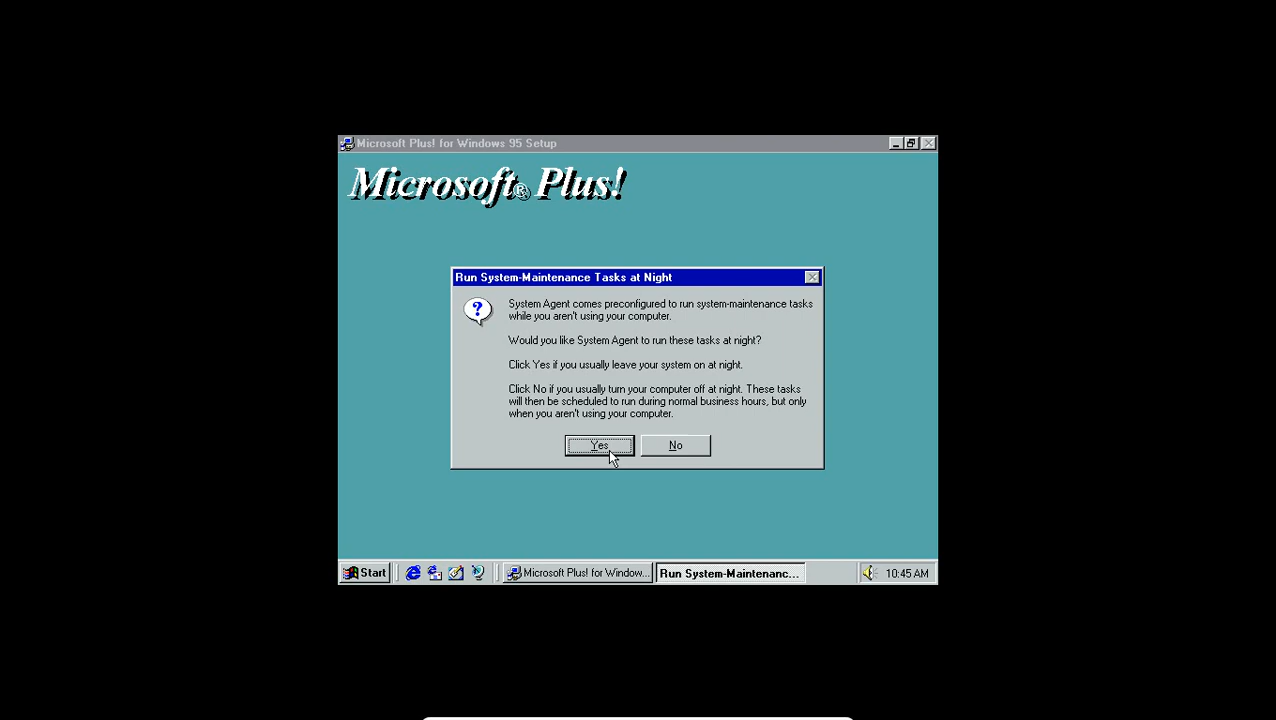 Microsoft Plus! for Windows 95 Setup
Microsoft® Plus!
Run System-Maintenance Tasks at Night
System Agent comes preconfigured to run system-maintenance tasks
while you aren't using your computer.
Would you like System Agent to run these tasks at night?
Click Yes if you usually leave your system on at night.
Click No if you usually turn your computer off at night. These tasks
will then be scheduled to run during normal business hours, but only
when you aren't using your computer.
Yes No
Start Microsoft Plus! for Window... Run System-Maintenanc... 10:45 AM